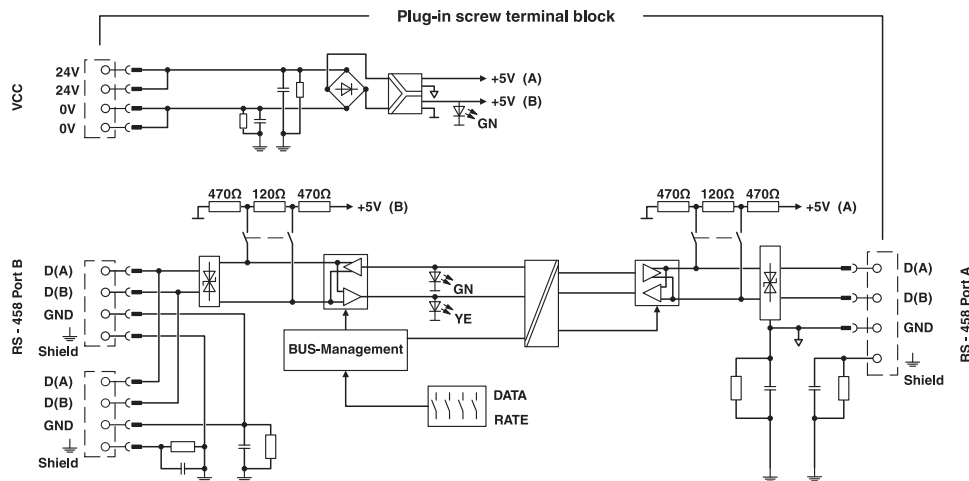 Plug-in screw terminal block
VCC
24V
24V
0V
0V
+5V (A)
+5V (B)
GN
470Ω 120Ω 470Ω
+5V (B)
470Ω 120Ω 470Ω
+5V (A)
RS - 458 Port B
D(A)
D(B)
GND
Shield
D(A)
D(B)
GND
Shield
GN
YE
BUS-Management
DATA
RATE
D(A)
D(B)
GND
Shield
RS - 458 Port A